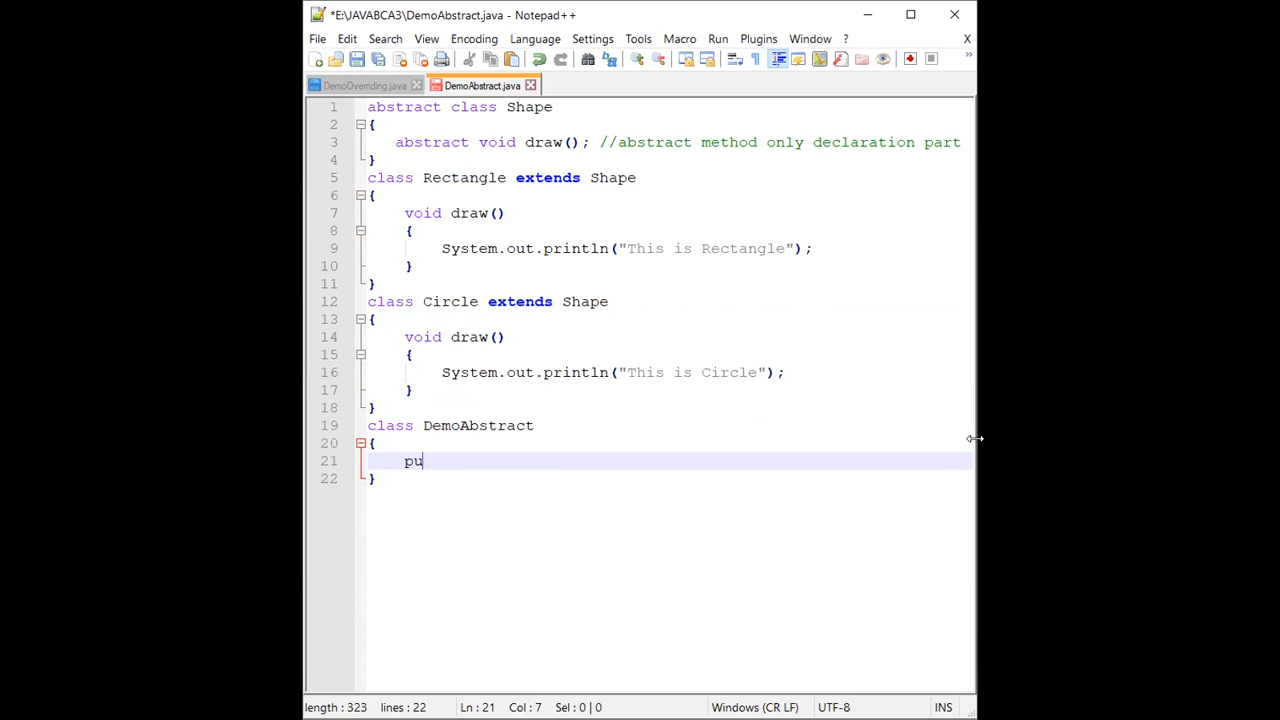 *E:\JAVABCA3\DemoAbstract.java - Notepad++
File Edit Search View Encoding Language Settings Tools Macro Run Plugins Window ? X
DemoOverriding.java DemoAbstract.java
1 abstract class Shape
2 {
3 abstract void draw(); //abstract method only declaration part
4 }
5 class Rectangle extends Shape
6 {
7 void draw()
8 {
9 System.out.println("This is Rectangle");
10 }
11 }
12 class Circle extends Shape
13 {
14 void draw()
15 {
16 System.out.println("This is Circle");
17 }
18 }
19 class DemoAbstract
20 {
21 pu
22 }
length : 323 lines : 22 Ln : 21 Col : 7 Sel : 0 | 0 Windows (CR LF) UTF-8 INS